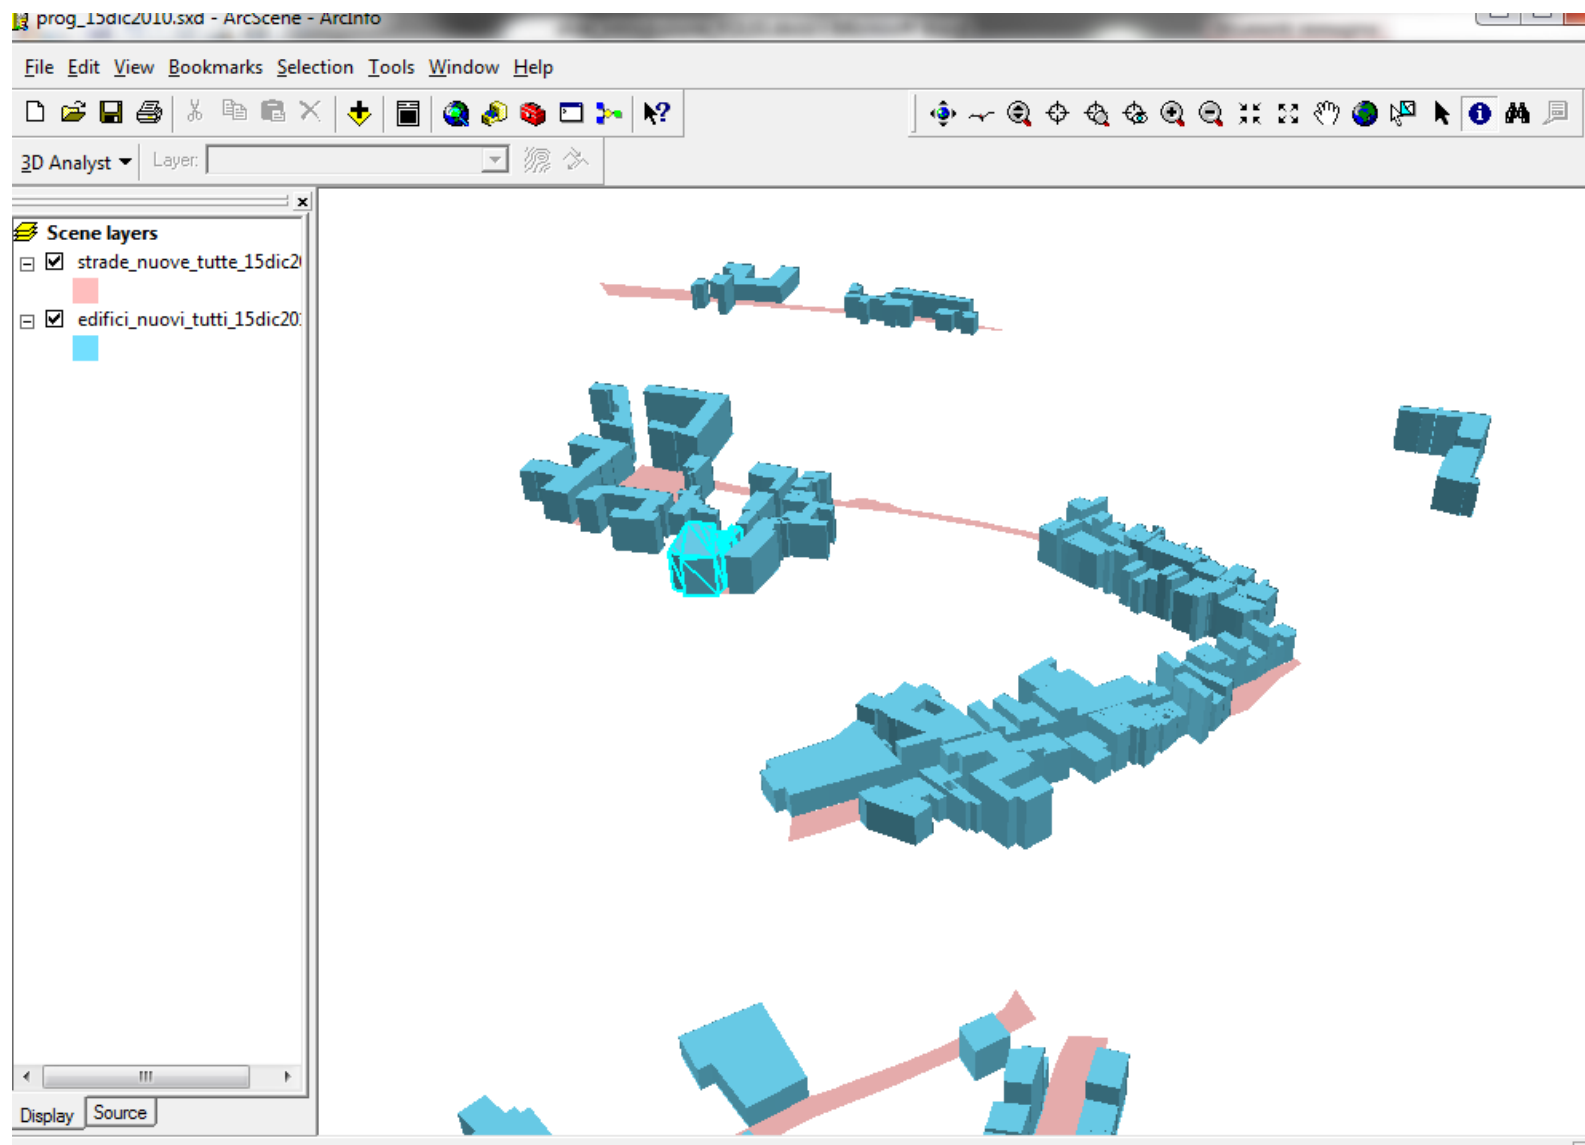 prog_15dic2010.sxd - ArcScene - ArcInfo
File Edit View Bookmarks Selection Tools Window Help
3D Analyst Layer:
Scene layers
strade_nuove_tutte_15dic2
edifici_nuovi_tutti_15dic20
Display Source